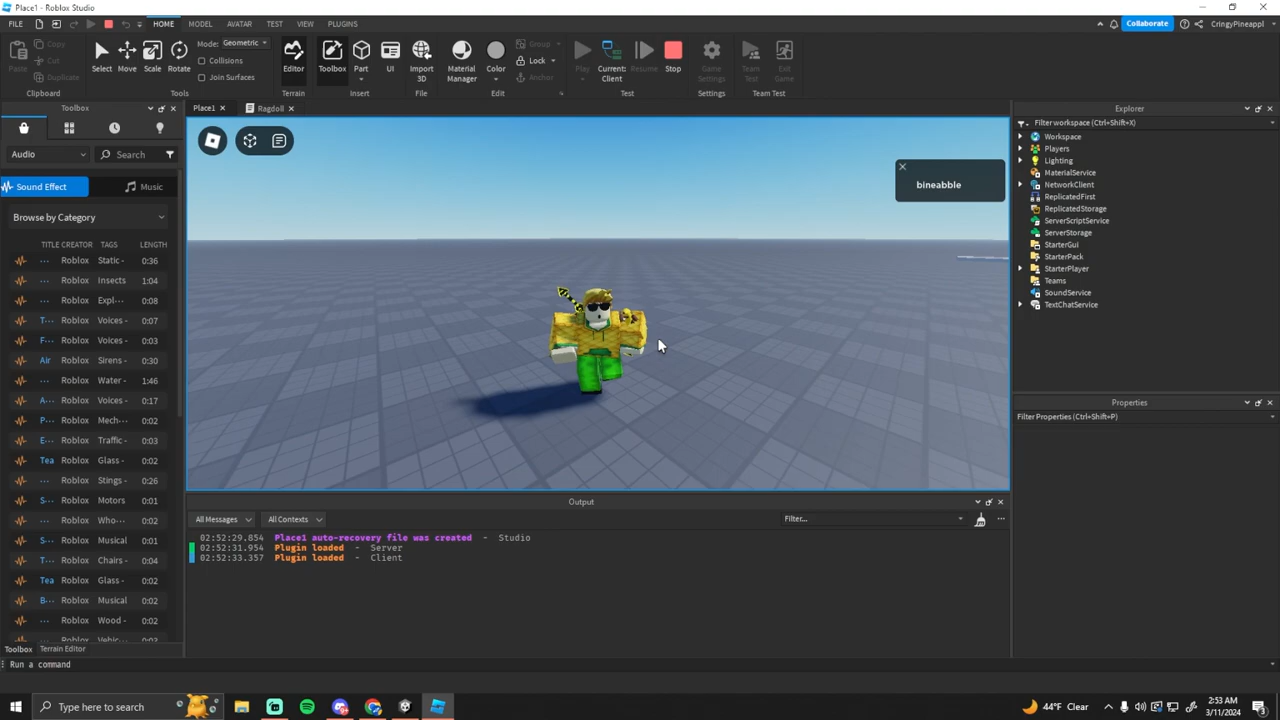 Place1 - Roblox Studio
FILE HOME MODEL AVATAR TEST VIEW PLUGINS Collaborate CringyPineappl
Paste Copy Cut Duplicate Select Move Scale Rotate Mode: Geometric Collisions Join Surfaces Editor Toolbox Part UI Import 3D Material Manager Color Group Lock Anchor Play Current: Client Resume Stop Game Settings Team Test Exit Game
Clipboard Tools Terrain Insert File Edit Test Settings Team Test
Toolbox
Place1 Ragdoll
Audio Search
Sound Effect Music
Browse by Category
TITLE CREATOR TAGS LENGTH
... Roblox Static - 0:36
... Roblox Insects 1:04
... Roblox Expl··· 0:08
T... Roblox Voices - 0:07
F... Roblox Voices - 0:03
Air Roblox Sirens - 0:30
... Roblox Water - 1:46
A... Roblox Voices - 0:17
P... Roblox Mech··· 0:02
E... Roblox Traffic - 0:03
Tea Roblox Glass - 0:02
... Roblox Stings - 0:26
S... Roblox Motors 0:01
... Roblox Who··· 0:02
S... Roblox Musical 0:01
T... Roblox Chairs - 0:04
Tea Roblox Glass - 0:02
B... Roblox Musical 0:02
... Roblox Wood - 0:02
Toolbox Terrain Editor
bineabble
Output
All Messages All Contexts Filter...
02:52:29.854 Place1 auto-recovery file was created - Studio
02:52:31.954 Plugin loaded - Server
02:52:33.357 Plugin loaded - Client
Explorer
Filter workspace (Ctrl+Shift+X)
Workspace
Players
Lighting
MaterialService
NetworkClient
ReplicatedFirst
ReplicatedStorage
ServerScriptService
ServerStorage
StarterGui
StarterPack
StarterPlayer
Teams
SoundService
TextChatService
Properties
Filter Properties (Ctrl+Shift+P)
Run a command
Type here to search
44°F Clear
2:53 AM
3/11/2024